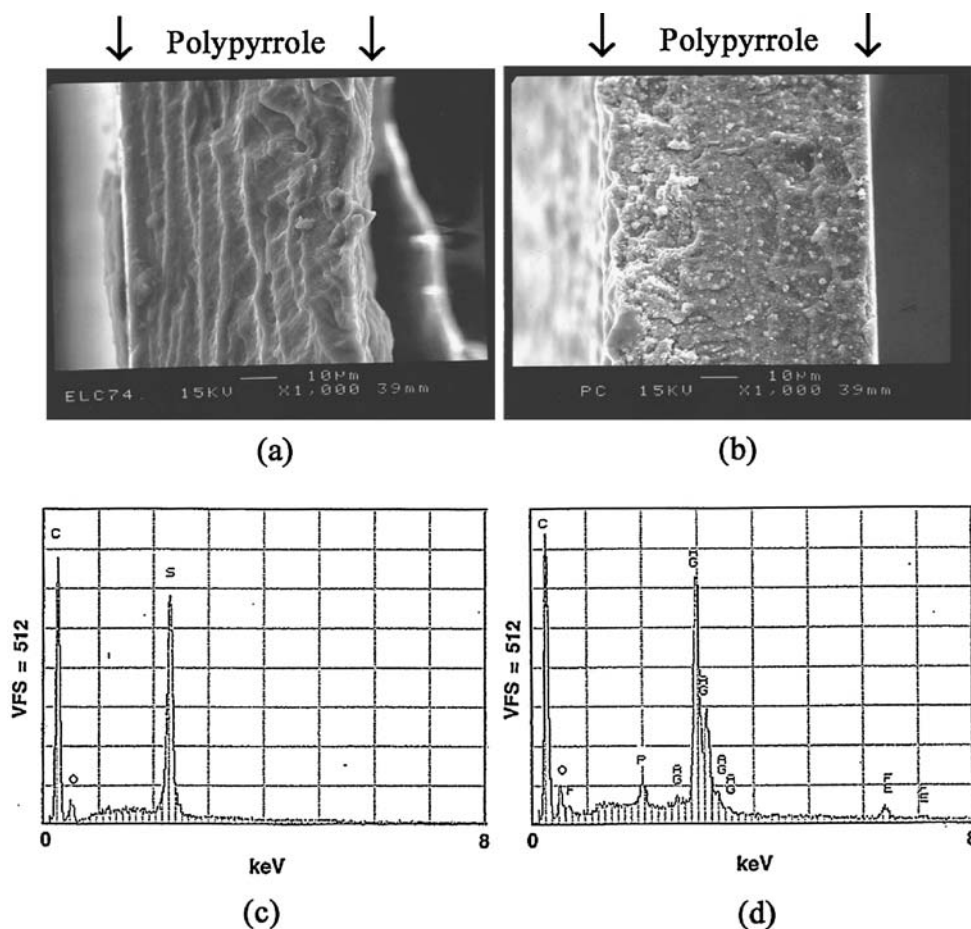 Polypyrrole
Polypyrrole
10µm
ELC74. 15KV X1,000 39mm
10µm
PC 15KV X1,000 39mm
(a)
(b)
C
S
O
VFS = 512
0
8
keV
(c)
C
AG
AG
P
O
F
AG
AG
AG
FE
FE
VFS = 512
0
8
keV
(d)